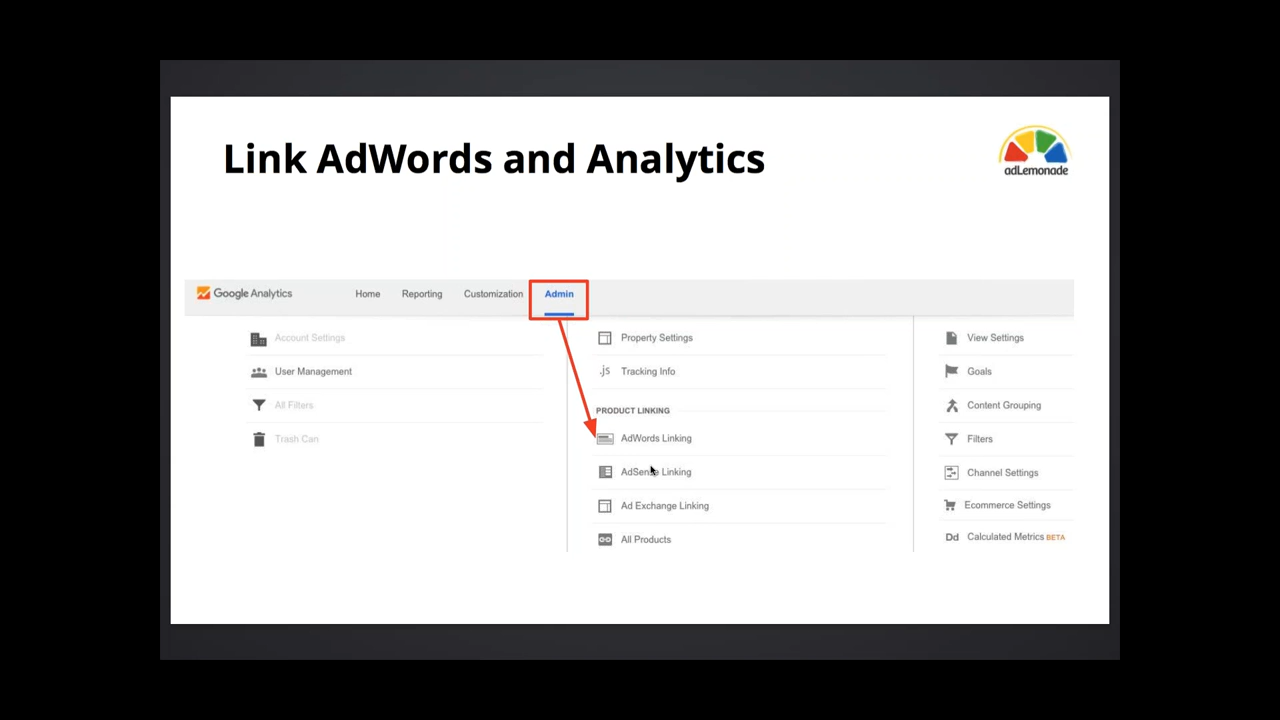 Link AdWords and Analytics
adLemonade
Google Analytics
Home
Reporting
Customization
Admin
Account Settings
User Management
All Filters
Trash Can
Property Settings
.js
Tracking Info
PRODUCT LINKING
AdWords Linking
AdSense Linking
Ad Exchange Linking
All Products
View Settings
Goals
Content Grouping
Filters
Channel Settings
Ecommerce Settings
Dd
Calculated Metrics BETA